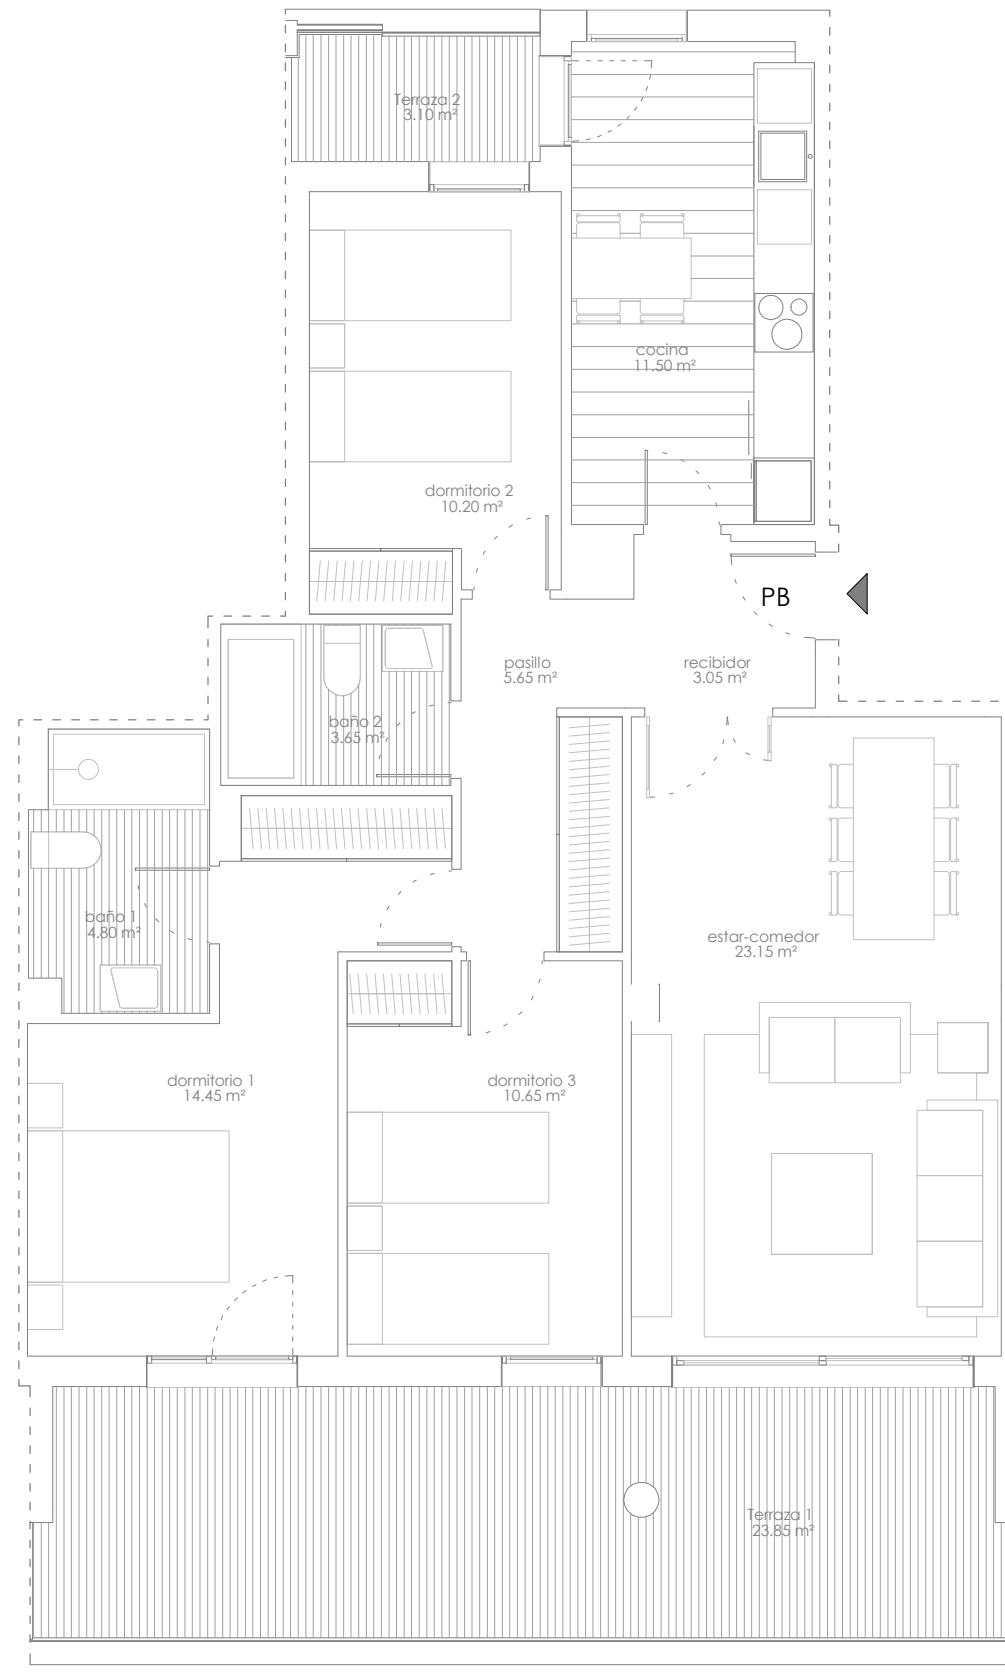 Terraza 2
3.10 m²
cocina
11.50 m²
dormitorio 2
10.20 m²
PB
pasillo
5.65 m²
recibidor
3.05 m²
baño 2
3.65 m²
baño 1
4.80 m²
estar-comedor
23.15 m²
dormitorio 1
14.45 m²
dormitorio 3
10.65 m²
Terraza 1
23.85 m²